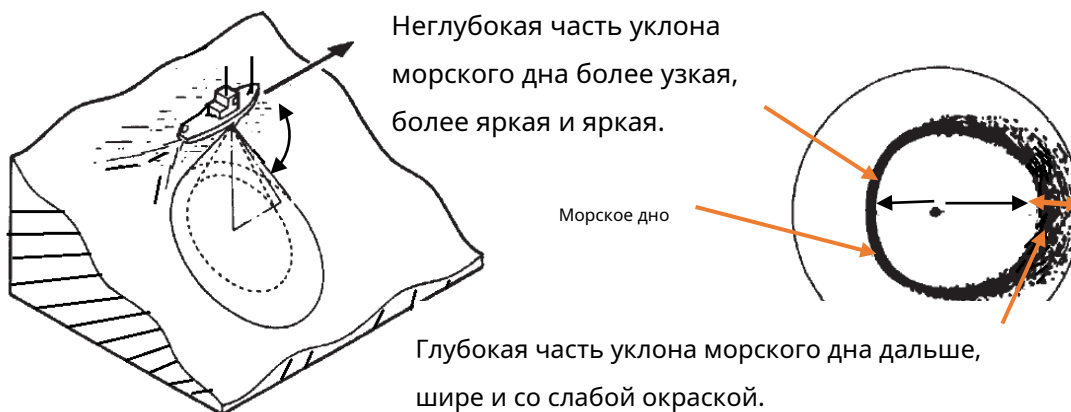 Неглубокая часть уклона
морского дна более узкая,
более яркая и яркая.
Морское дно
Глубокая часть уклона морского дна дальше,
шире и со слабой окраской.